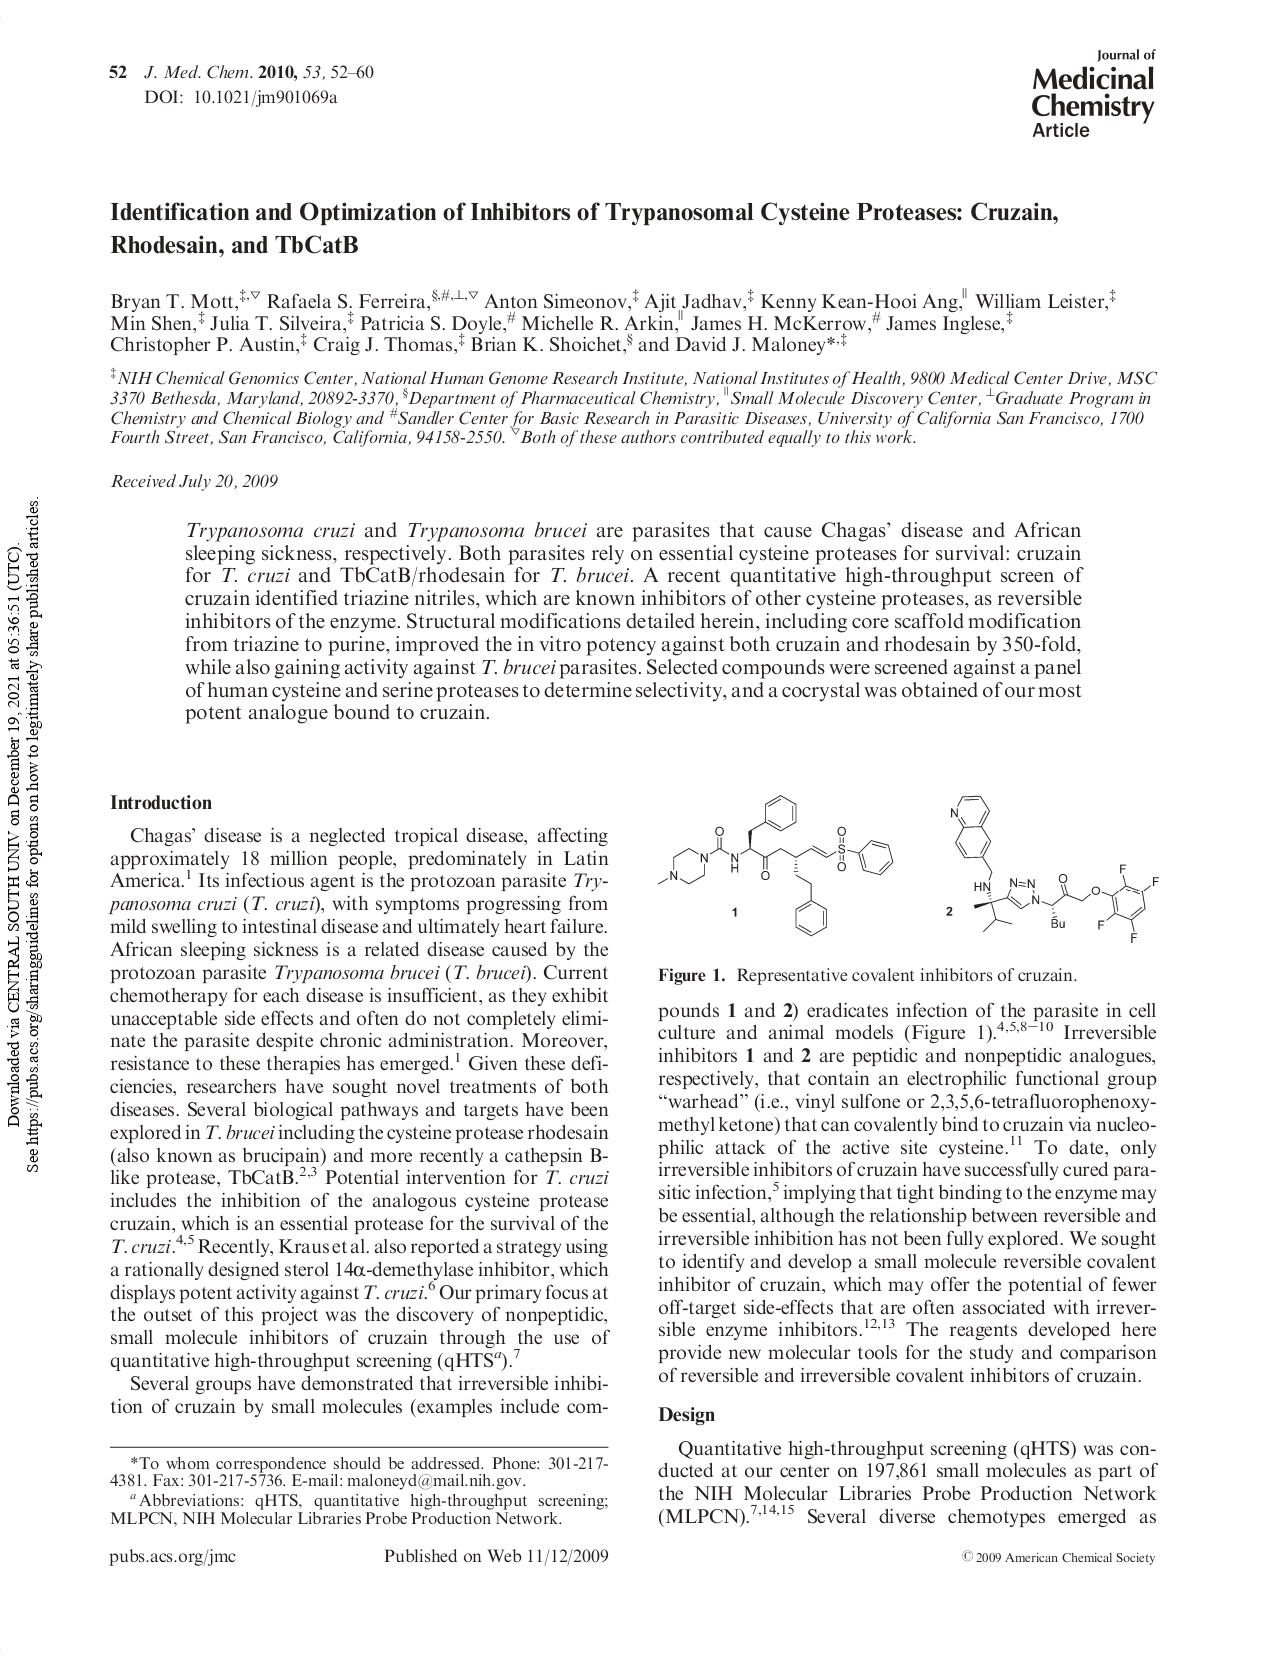 52 J. Med. Chem. 2010, 53, 52–60
DOI: 10.1021/jm901069a
Journal of
Medicinal
Chemistry
Article
Identification and Optimization of Inhibitors of Trypanosomal Cysteine Proteases: Cruzain,
Rhodesain, and TbCatB
Bryan T. Mott,‡,▽ Rafaela S. Ferreira,§,#,⊥,▽ Anton Simeonov,‡ Ajit Jadhav,‡ Kenny Kean-Hooi Ang,∥ William Leister,‡
Min Shen,‡ Julia T. Silveira,‡ Patricia S. Doyle,# Michelle R. Arkin,∥ James H. McKerrow,# James Inglese,‡
Christopher P. Austin,‡ Craig J. Thomas,‡ Brian K. Shoichet,§ and David J. Maloney*,‡
‡NIH Chemical Genomics Center, National Human Genome Research Institute, National Institutes of Health, 9800 Medical Center Drive, MSC
3370 Bethesda, Maryland, 20892-3370, §Department of Pharmaceutical Chemistry, ∥Small Molecule Discovery Center, ⊥Graduate Program in
Chemistry and Chemical Biology and #Sandler Center for Basic Research in Parasitic Diseases, University of California San Francisco, 1700
Fourth Street, San Francisco, California, 94158-2550. ▽Both of these authors contributed equally to this work.
Received July 20, 2009
Trypanosoma cruzi and Trypanosoma brucei are parasites that cause Chagas’ disease and African
sleeping sickness, respectively. Both parasites rely on essential cysteine proteases for survival: cruzain
for T. cruzi and TbCatB/rhodesain for T. brucei. A recent quantitative high-throughput screen of
cruzain identified triazine nitriles, which are known inhibitors of other cysteine proteases, as reversible
inhibitors of the enzyme. Structural modifications detailed herein, including core scaffold modification
from triazine to purine, improved the in vitro potency against both cruzain and rhodesain by 350-fold,
while also gaining activity against T. brucei parasites. Selected compounds were screened against a panel
of human cysteine and serine proteases to determine selectivity, and a cocrystal was obtained of our most
potent analogue bound to cruzain.
Introduction
Chagas’ disease is a neglected tropical disease, affecting
approximately 18 million people, predominately in Latin
America.1 Its infectious agent is the protozoan parasite Try-
panosoma cruzi (T. cruzi), with symptoms progressing from
mild swelling to intestinal disease and ultimately heart failure.
African sleeping sickness is a related disease caused by the
protozoan parasite Trypanosoma brucei (T. brucei). Current
chemotherapy for each disease is insufficient, as they exhibit
unacceptable side effects and often do not completely elimi-
nate the parasite despite chronic administration. Moreover,
resistance to these therapies has emerged.1 Given these defi-
ciencies, researchers have sought novel treatments of both
diseases. Several biological pathways and targets have been
explored in T. brucei including the cysteine protease rhodesain
(also known as brucipain) and more recently a cathepsin B-
like protease, TbCatB.2,3 Potential intervention for T. cruzi
includes the inhibition of the analogous cysteine protease
cruzain, which is an essential protease for the survival of the
T. cruzi.4,5 Recently, Kraus et al. also reported a strategy using
a rationally designed sterol 14α-demethylase inhibitor, which
displays potent activity against T. cruzi.6 Our primary focus at
the outset of this project was the discovery of nonpeptidic,
small molecule inhibitors of cruzain through the use of
quantitative high-throughput screening (qHTSa).7
Several groups have demonstrated that irreversible inhibi-
tion of cruzain by small molecules (examples include com-
*To whom correspondence should be addressed. Phone: 301-217-
4381. Fax: 301-217-5736. E-mail: maloneyd@mail.nih.gov.
a Abbreviations: qHTS, quantitative high-throughput screening;
MLPCN, NIH Molecular Libraries Probe Production Network.
N N O N H O O S O 1
N HN N=N N O O F F F F Bu 2
Figure 1. Representative covalent inhibitors of cruzain.
pounds 1 and 2) eradicates infection of the parasite in cell
culture and animal models (Figure 1).4,5,8−10 Irreversible
inhibitors 1 and 2 are peptidic and nonpeptidic analogues,
respectively, that contain an electrophilic functional group
“warhead” (i.e., vinyl sulfone or 2,3,5,6-tetrafluorophenoxy-
methyl ketone) that can covalently bind to cruzain via nucleo-
philic attack of the active site cysteine.11 To date, only
irreversible inhibitors of cruzain have successfully cured para-
sitic infection,5 implying that tight binding to the enzyme may
be essential, although the relationship between reversible and
irreversible inhibition has not been fully explored. We sought
to identify and develop a small molecule reversible covalent
inhibitor of cruzain, which may offer the potential of fewer
off-target side-effects that are often associated with irrever-
sible enzyme inhibitors.12,13 The reagents developed here
provide new molecular tools for the study and comparison
of reversible and irreversible covalent inhibitors of cruzain.
Design
Quantitative high-throughput screening (qHTS) was con-
ducted at our center on 197,861 small molecules as part of
the NIH Molecular Libraries Probe Production Network
(MLPCN).7,14,15 Several diverse chemotypes emerged as
pubs.acs.org/jmc Published on Web 11/12/2009 © 2009 American Chemical Society
Downloaded via CENTRAL SOUTH UNIV on December 19, 2021 at 05:36:51 (UTC).
See https://pubs.acs.org/sharingguidelines for options on how to legitimately share published articles.